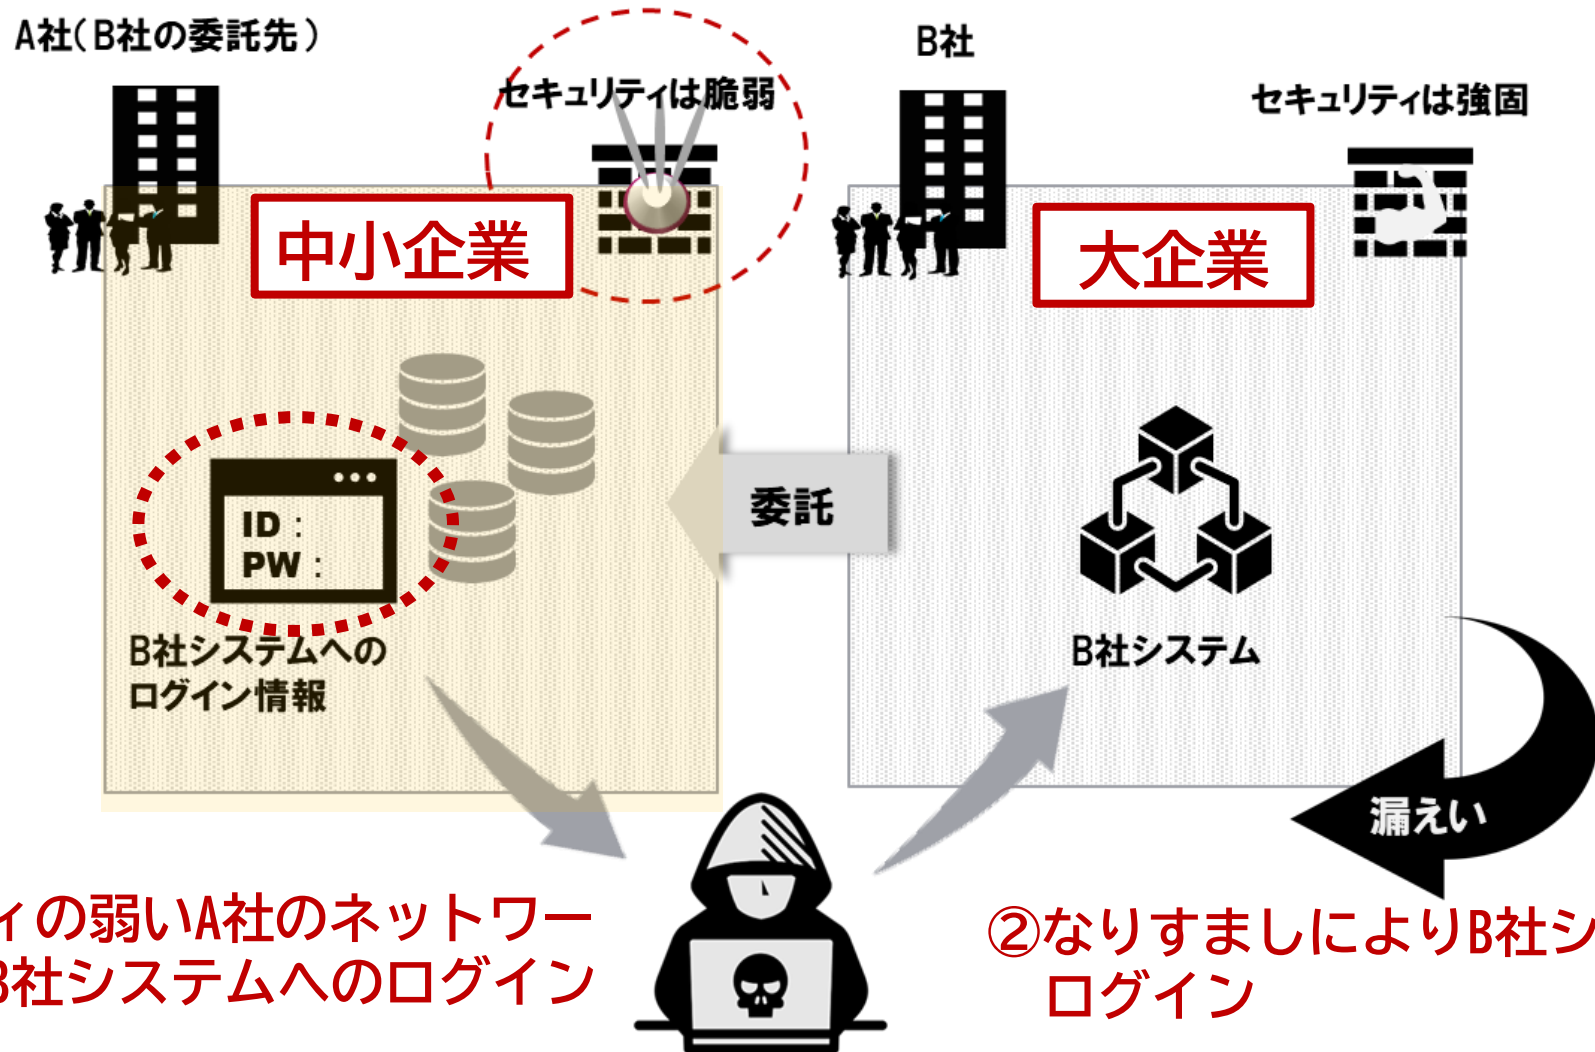 A社(B社の委託先)
セキュリティは脆弱
B社
セキュリティは強固
中小企業
大企業
ID:
PW:
委託
B社システムへの
ログイン情報
B社システム
漏えい
ィの弱いA社のネットワー
B社システムへのログイン
②なりすましによりB社シ
ログイン